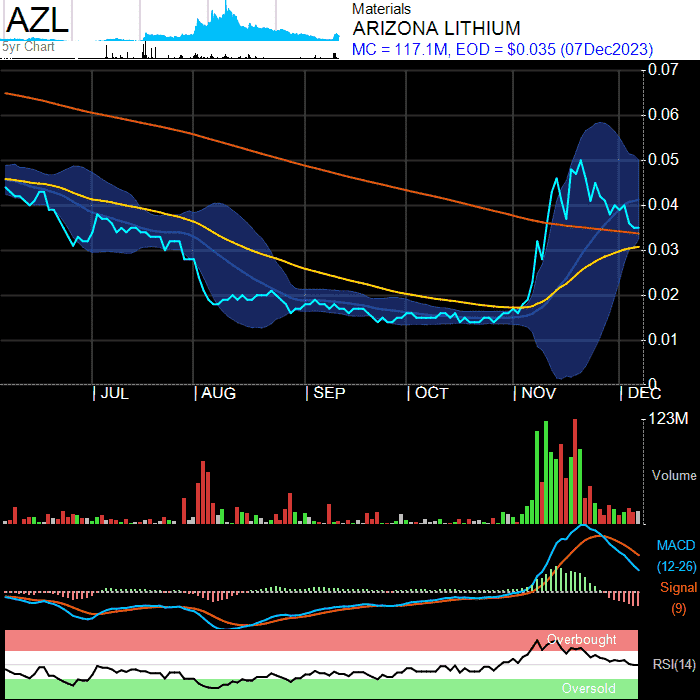 AZL
5yr Chart
Materials
ARIZONA LITHIUM
MC = 117.1M, EOD = $0.035 (07Dec2023)
0.07
0.06
0.05
0.04
0.03
0.02
0.01
0
JUL AUG SEP OCT NOV DEC
123M
Volume
MACD
(12-26)
Signal
(9)
Overbought
RSI(14)
Oversold